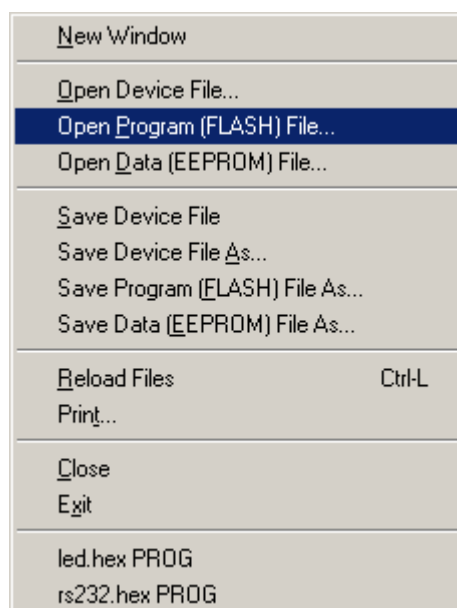 New Window
Open Device File...
Open Program (FLASH) File...
Open Data (EEPROM) File...
Save Device File
Save Device File As...
Save Program (FLASH) File As...
Save Data (EEPROM) File As...
Reload Files Ctrl-L
Print...
Close
Exit
led.hex PROG
rs232.hex PROG